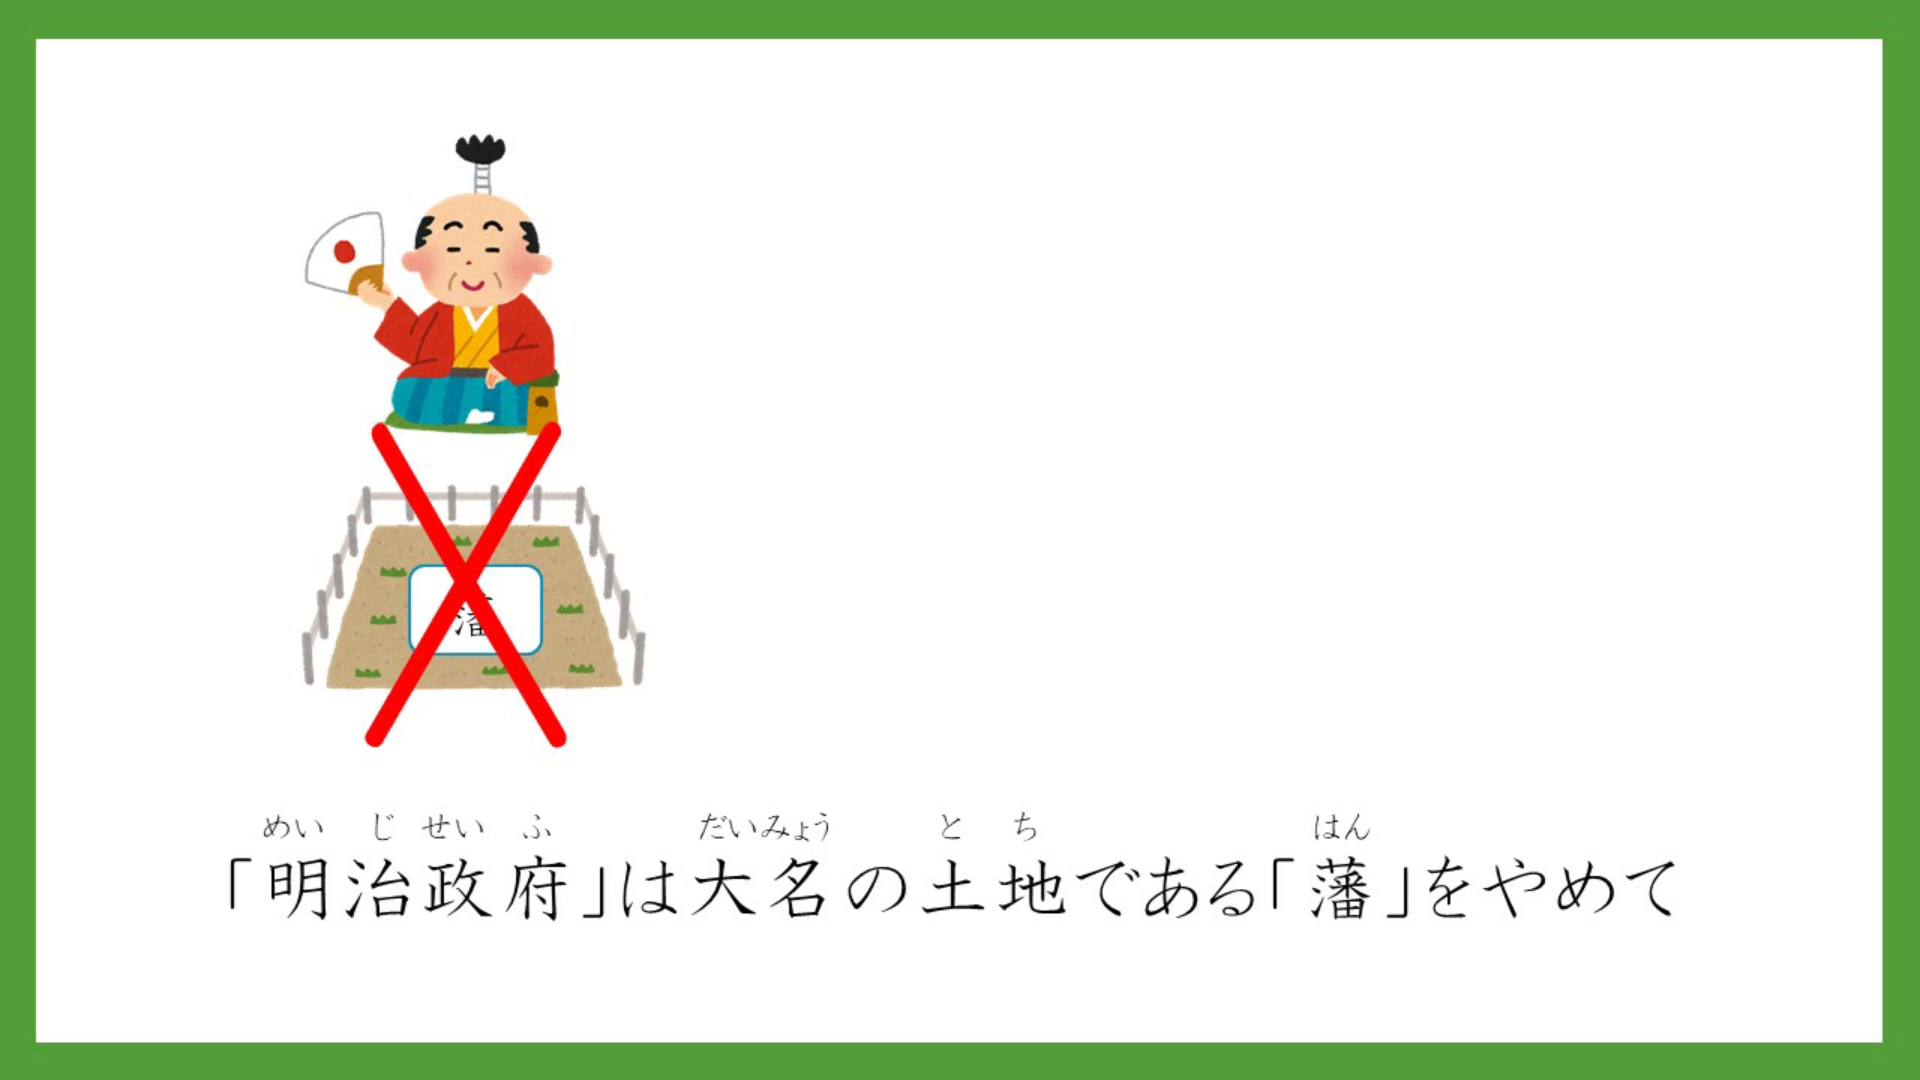 藩
めい じ せい ふ だいみょう と ち はん
「明治政府」は大名の土地である「藩」をやめて